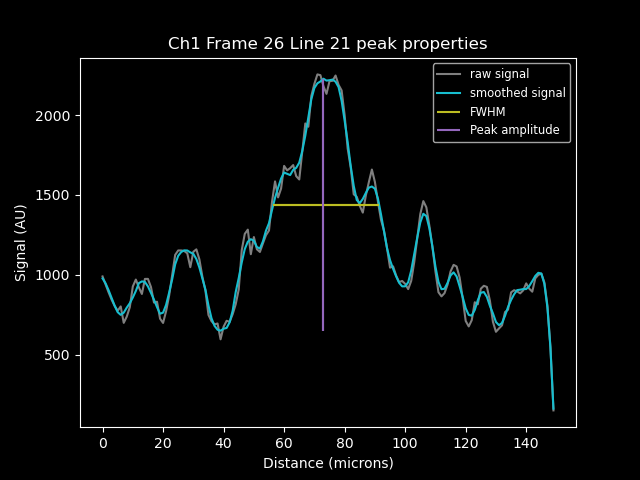 Ch1 Frame 26 Line 21 peak properties
raw signal
smoothed signal
FWHM
Peak amplitude
Signal (AU)
2000
1500
1000
500
0 20 40 60 80 100 120 140
Distance (microns)